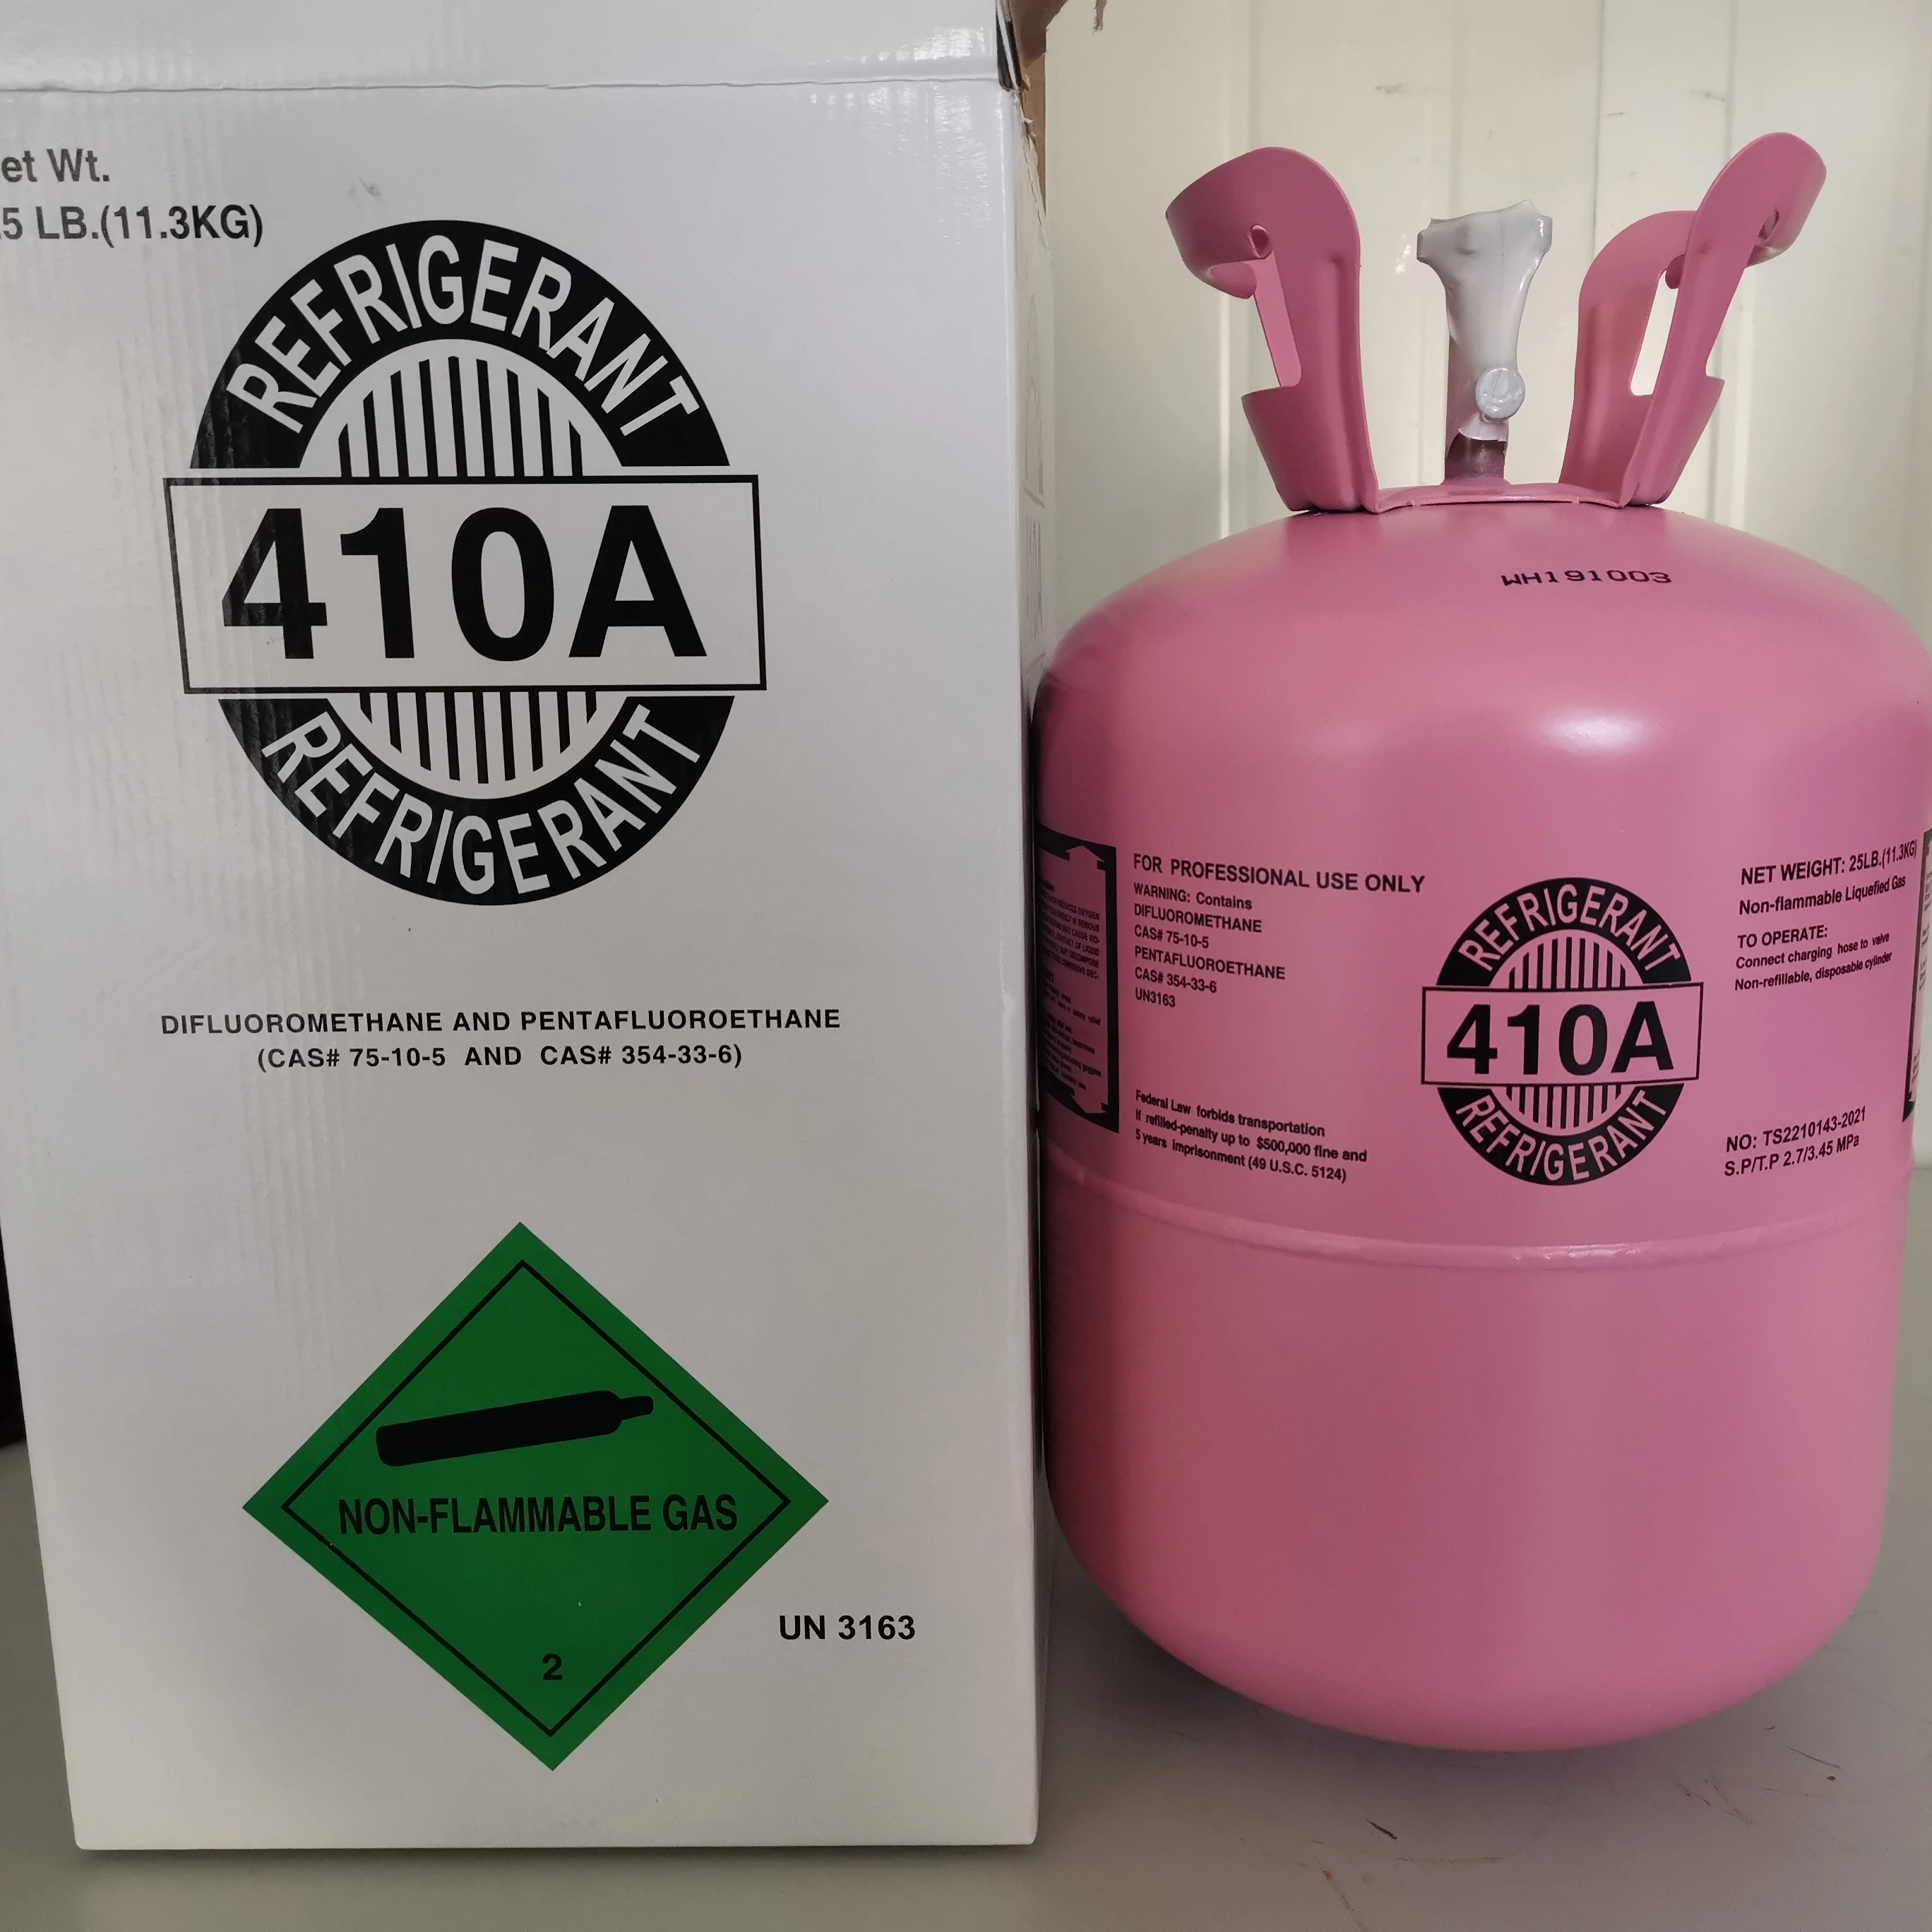 et Wt.
5 LB.(11.3KG)
REFRIGERANT
410A
REFRIGERANT
DIFLUOROMETHANE AND PENTAFLUOROETHANE
(CAS# 75-10-5 AND CAS# 354-33-6)
NON-FLAMMABLE GAS
2
UN 3163
WH191003
FOR PROFESSIONAL USE ONLY
WARNING: Contains
DIFLUOROMETHANE
CAS# 75-10-5
PENTAFLUOROETHANE
CAS# 354-33-6
UN3163
Federal Law forbids transportation
if refilled-penalty up to $500,000 fine and
5 years imprisonment (49 U.S.C. 5124)
REFRIGERANT
410A
REFRIGERANT
NET WEIGHT: 25LB.(11.3KG)
Non-flammable Liquefied Gas
TO OPERATE:
Connect charging hose to valve
Non-refillable, disposable cylinder
NO: TS2210143-2021
S.P/T.P 2.7/3.45 MPa